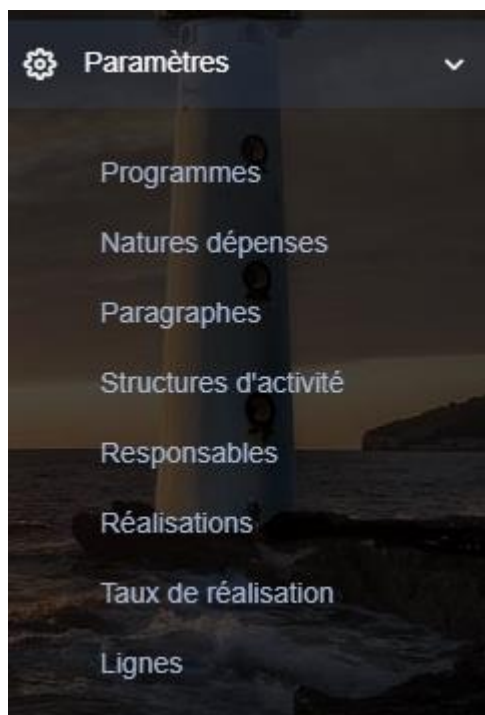 Paramètres
Programmes
Natures dépenses
Paragraphes
Structures d'activité
Responsables
Réalisations
Taux de réalisation
Lignes